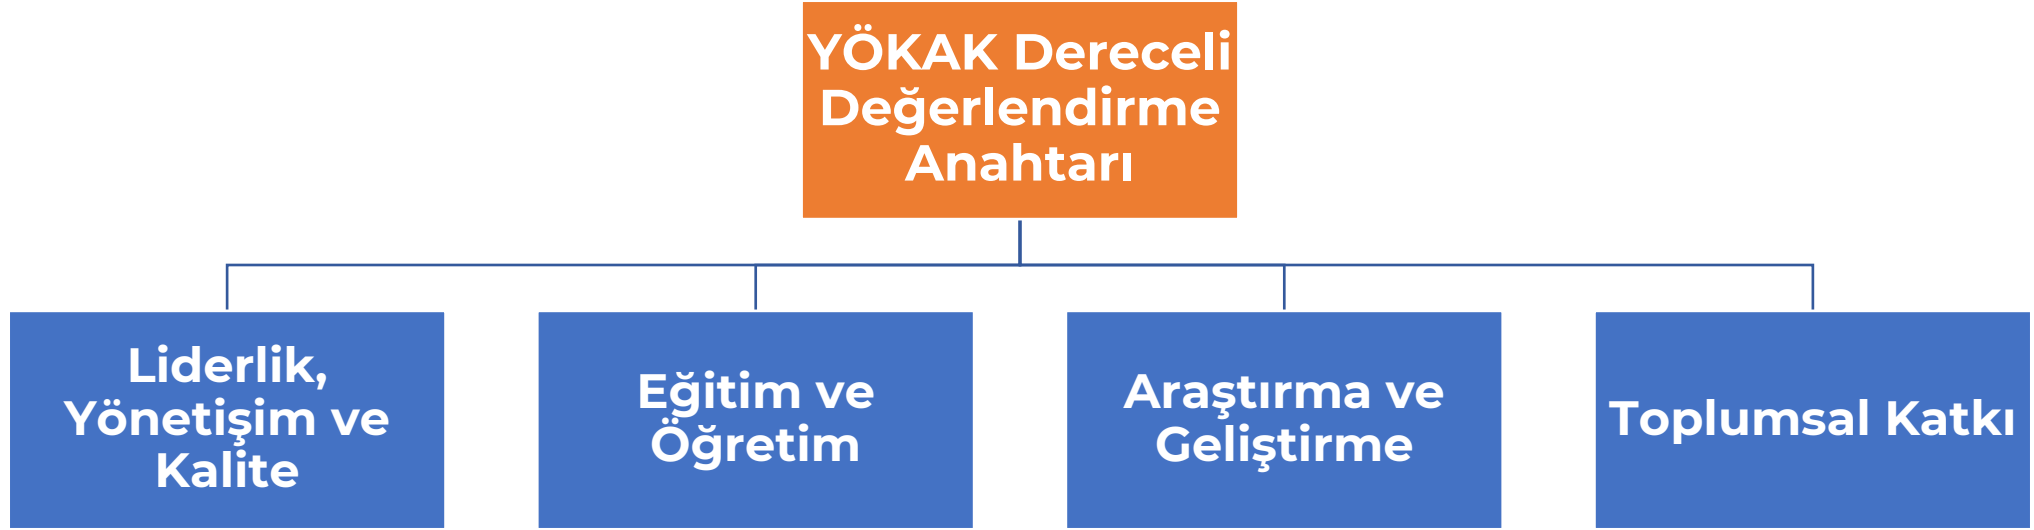 YÖKAK Dereceli
Değerlendirme
Anahtarı
Liderlik,
Yönetişim ve
Kalite
Eğitim ve
Öğretim
Araştırma ve
Geliştirme
Toplumsal Katkı